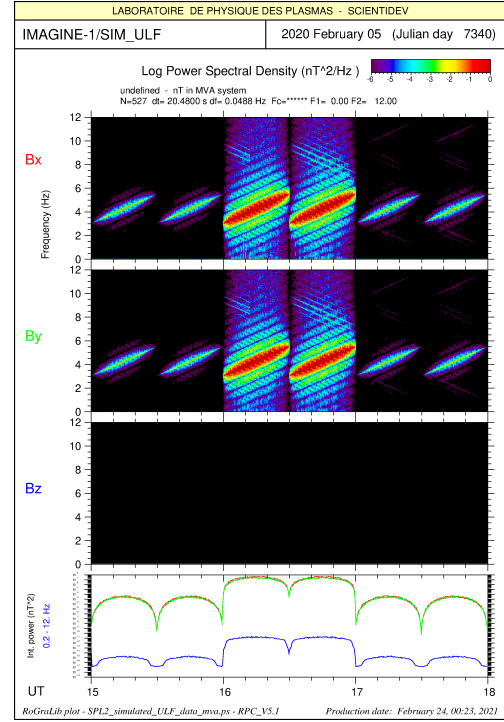 LABORATOIRE DE PHYSIQUE DES PLASMAS - SCIENTIDEV
IMAGINE-1/SIM_ULF
2020 February 05 (Julian day 7340)
Log Power Spectral Density (nT^2/Hz )
-6 -5 -4 -3 -2 -1 0
undefined - nT in MVA system
N=527 dt= 20.4800 s df= 0.0488 Hz Fc=****** F1= 0.00 F2= 12.00
Bx
Frequency (Hz)
12
10
8
6
4
2
0
By
12
10
8
6
4
2
0
Bz
12
10
8
6
4
2
0
Int. power (nT^2)
0.2 - 12. Hz
UT
15 16 17 18
RoGraLib plot - SPL2_simulated_ULF_data_mva.ps - RPC_V5.1
Production date: February 24, 00:23, 2021